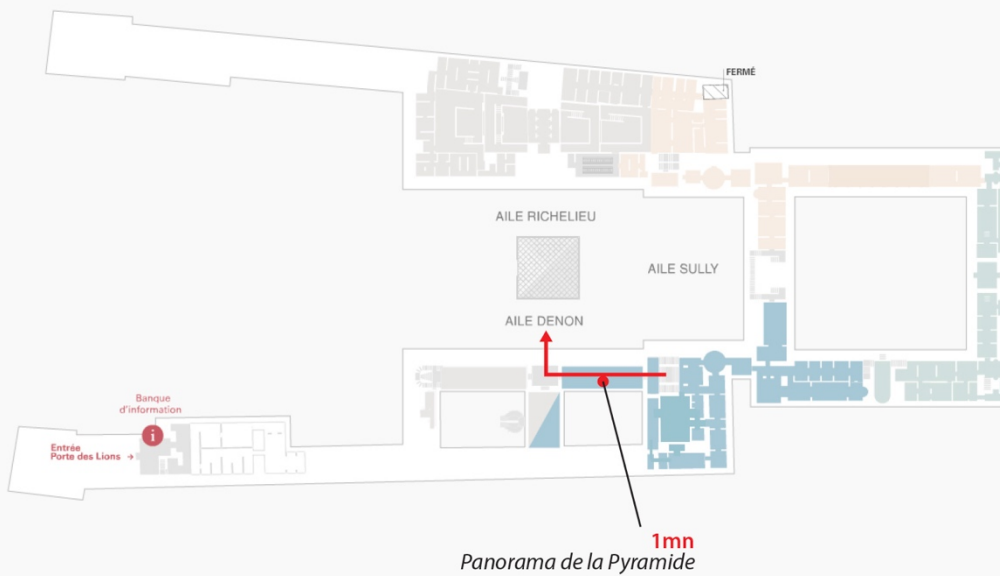 FERMÉ
AILE RICHELIEU
AILE SULLY
AILE DENON
Banque
d'information
i
Entrée
Porte des Lions →
1mn
Panorama de la Pyramide